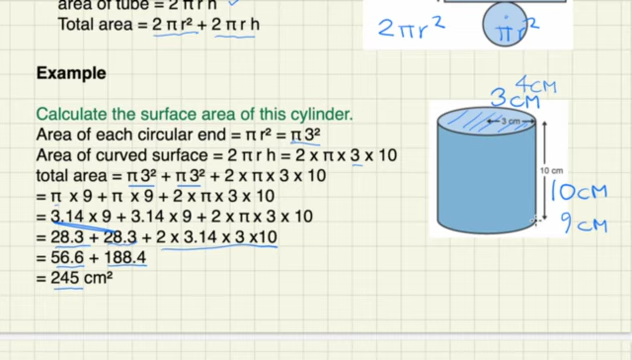 area of tube = 2 π r h
Total area = 2 π r² + 2 π r h
2πr²
πr²
Example
4CM
3CM
Calculate the surface area of this cylinder.
Area of each circular end = π r² = π 3²
3 cm
Area of curved surface = 2 π r h = 2 x π x 3 x 10
total area = π 3² + π 3² + 2 x π x 3 x 10
10 cm
= π x 9 + π x 9 + 2 x π x 3 x 10
10CM
= 3.14 x 9 + 3.14 x 9 + 2 x π x 3 x 10
9CM
= 28.3 + 28.3 + 2 x 3.14 x 3 x10
= 56.6 + 188.4
= 245 cm²